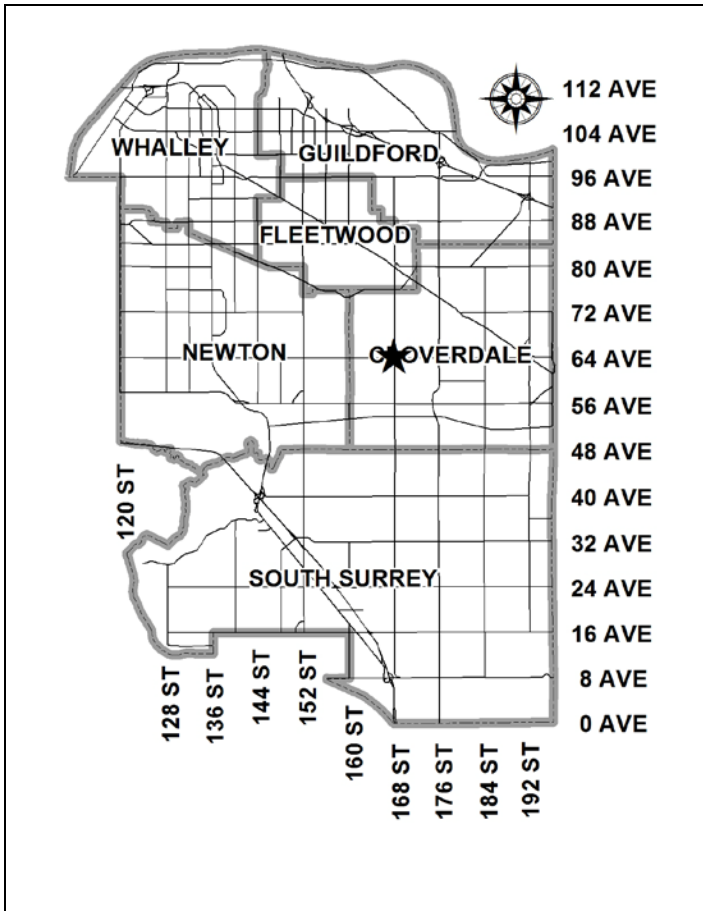 112 AVE
104 AVE
WHALLEY
GUILDFORD
96 AVE
88 AVE
FLEETWOOD
80 AVE
72 AVE
NEWTON
CLOVERDALE
64 AVE
56 AVE
48 AVE
120 ST
40 AVE
32 AVE
SOUTH SURREY
24 AVE
16 AVE
128 ST
136 ST
144 ST
152 ST
8 AVE
160 ST
0 AVE
168 ST
176 ST
184 ST
192 ST